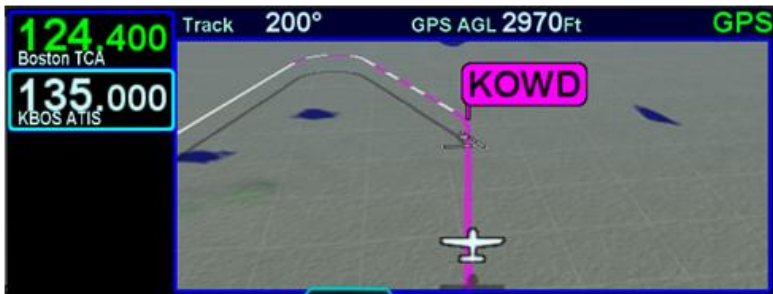 124.400
Boston TCA
135.000
KBOS ATIS
Track 200° GPS AGL 2970Ft GPS
KOWD